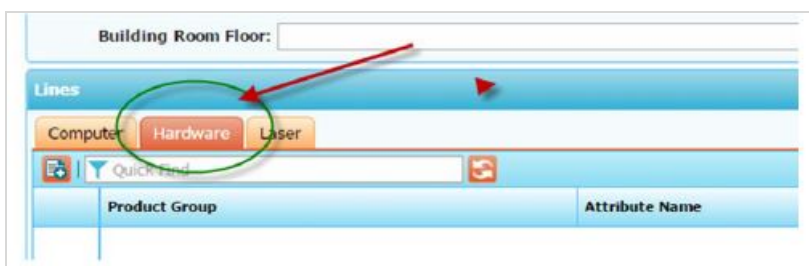 Building Room Floor:
Lines
Computer Hardware Laser
Quick Find
Product Group Attribute Name